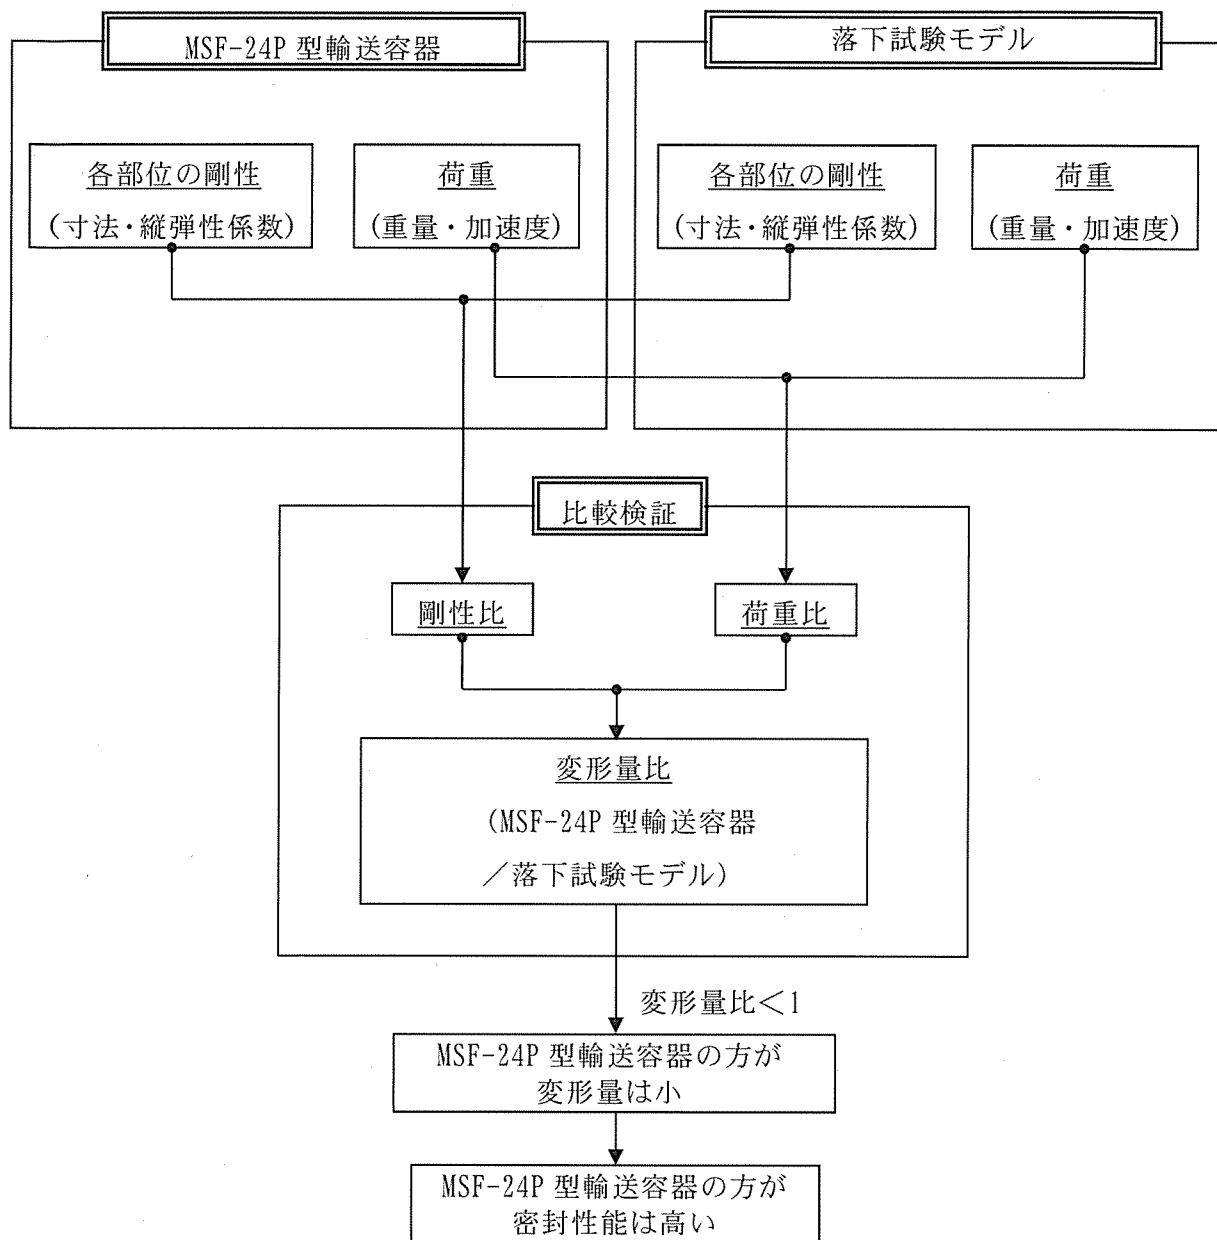 MSF-24P 型輸送容器
落下試験モデル
各部位の剛性
(寸法・縦弾性係数)
荷重
(重量・加速度)
各部位の剛性
(寸法・縦弾性係数)
荷重
(重量・加速度)
比較検証
剛性比
荷重比
変形量比
(MSF-24P 型輸送容器
／落下試験モデル)
変形量比＜1
MSF-24P 型輸送容器の方が
変形量は小
MSF-24P 型輸送容器の方が
密封性能は高い